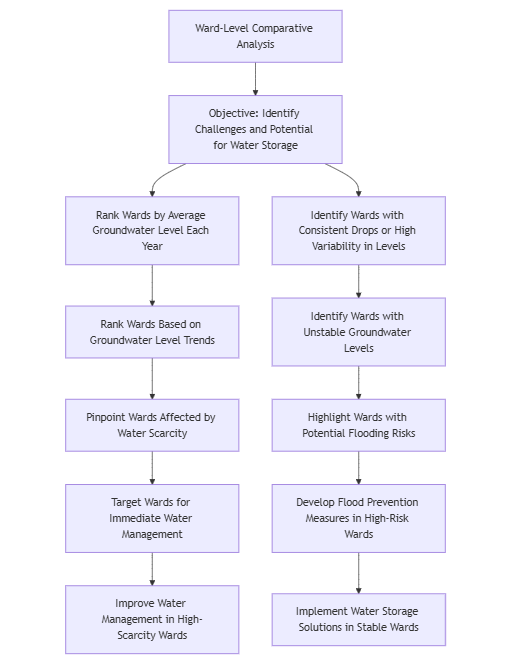 Ward-Level Comparative
Analysis
Objective: Identify
Challenges and Potential
for Water Storage
Rank Wards by Average
Groundwater Level Each
Year
Identify Wards with
Consistent Drops or High
Variability in Levels
Rank Wards Based on
Groundwater Level Trends
Identify Wards with
Unstable Groundwater
Levels
Pinpoint Wards Affected by
Water Scarcity
Highlight Wards with
Potential Flooding Risks
Target Wards for
Immediate Water
Management
Develop Flood Prevention
Measures in High-Risk
Wards
Improve Water
Management in High-
Scarcity Wards
Implement Water Storage
Solutions in Stable Wards